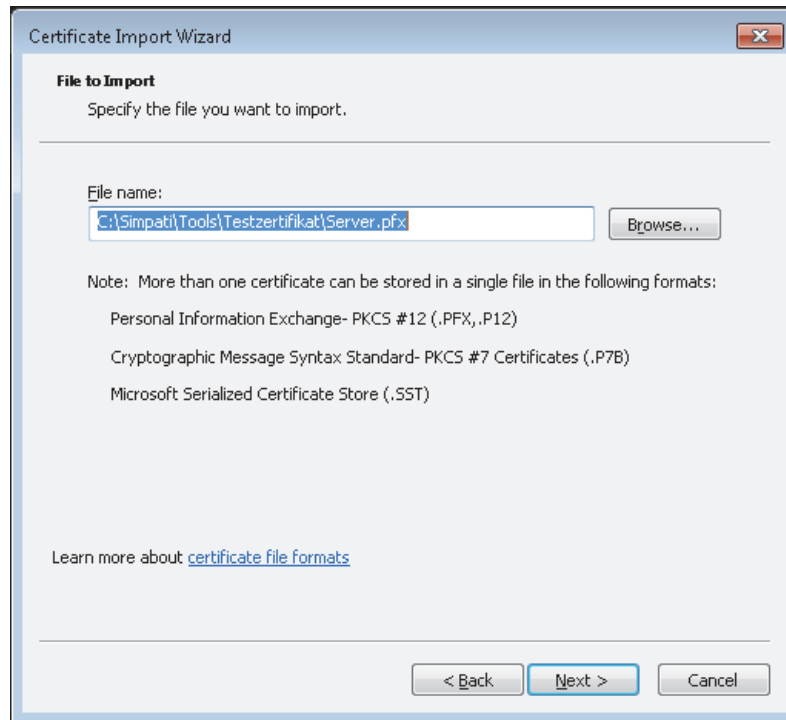 Certificate Import Wizard
File to Import
Specify the file you want to import.
File name:
C:\Simpati\Tools\Testzertifikat\Server.pfx
Browse...
Note: More than one certificate can be stored in a single file in the following formats:
Personal Information Exchange- PKCS #12 (.PFX,.P12)
Cryptographic Message Syntax Standard- PKCS #7 Certificates (.P7B)
Microsoft Serialized Certificate Store (.SST)
Learn more about certificate file formats
< Back
Next >
Cancel